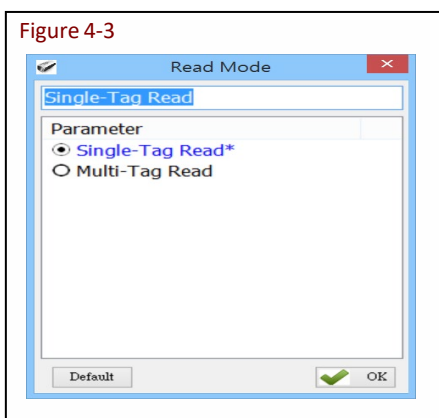 Figure 4-3
Read Mode
Single-Tag Read
Parameter
Single-Tag Read*
Multi-Tag Read
Default OK